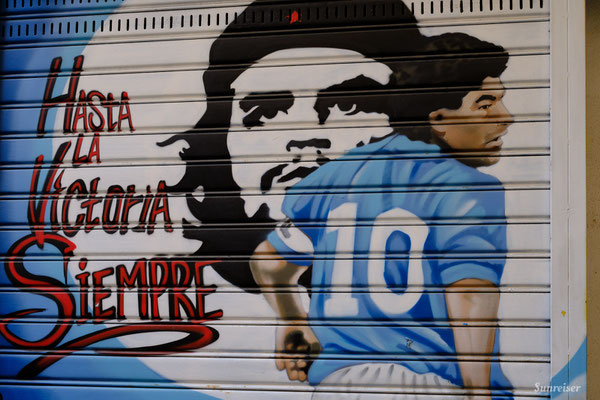 Hasta
La
Victoria
Siempre
10
Sunreiser